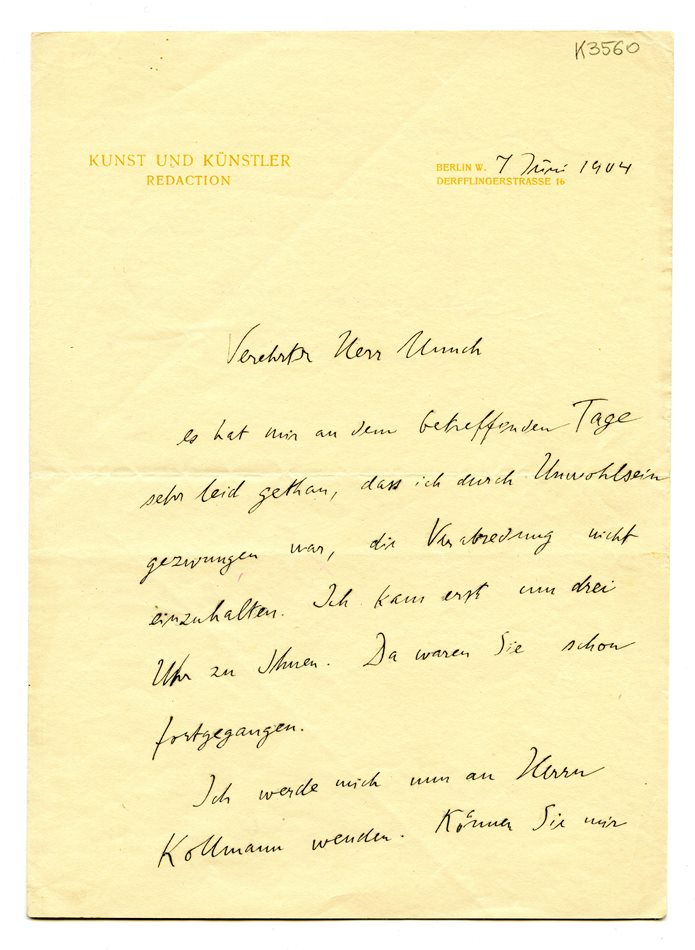 K3560
KUNST UND KÜNSTLER
REDACTION
BERLIN W. 7 Juni 1904
DERFFLINGERSTRASSE 16
Verehrter Herr Munch
es hat mir an dem betreffenden Tage
sehr leid gethan, dass ich durch Unwohlsein
gezwungen war, die Verabredung nicht
einzuhalten. Ich kam erst um drei
Uhr zu Ihnen. Da waren Sie schon
fortgegangen.
Ich werde mich nun an Herrn
Kollmann wenden. Können Sie mir